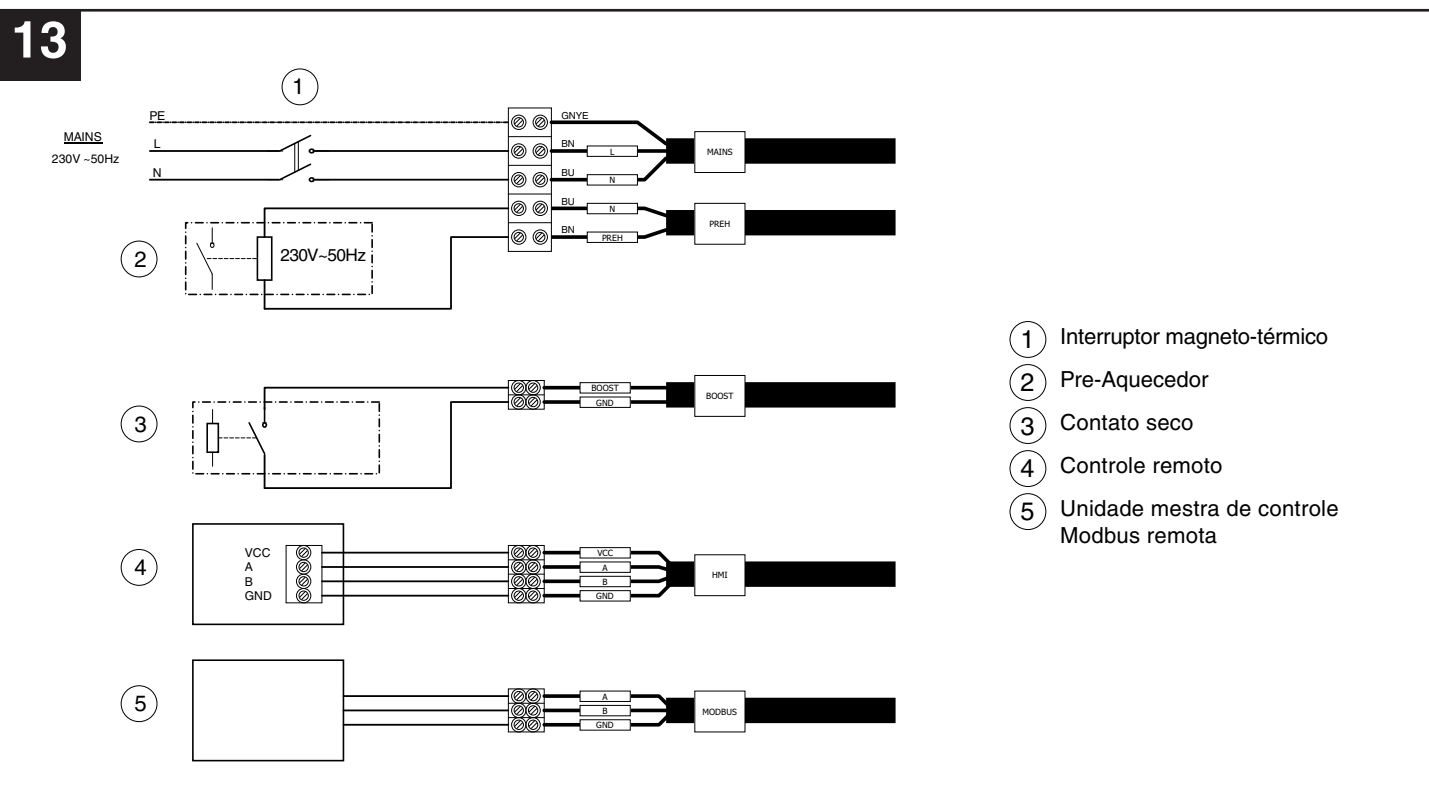 13
1
PE
GNYE
MAINS
230V ~50Hz
L
BN
L
MAINS
N
BU
N
BU
N
PREH
BN
PREH
2
230V~50Hz
3
BOOST
GND
BOOST
4
VCC
A
B
GND
VCC
A
B
GND
HMI
5
A
B
GND
MODBUS
1 Interruptor magneto-térmico
2 Pre-Aquecedor
3 Contato seco
4 Controle remoto
5 Unidade mestra de controle
Modbus remota